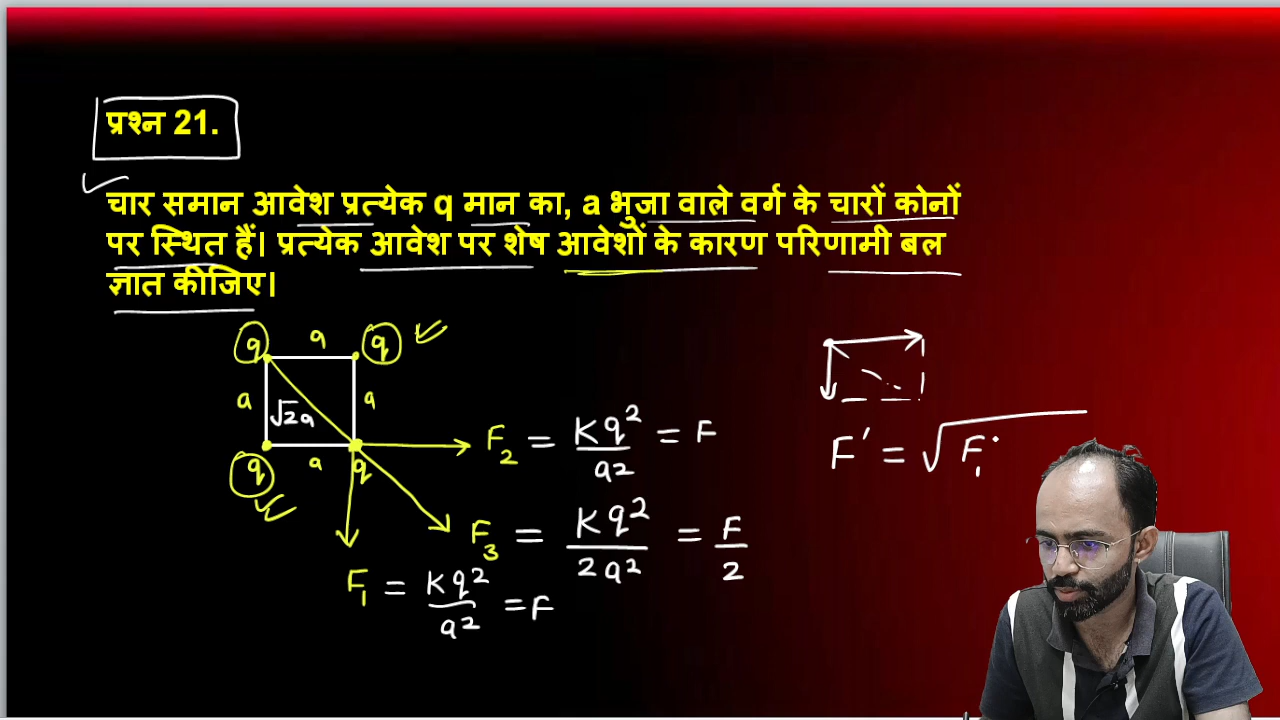 प्रश्न 21.
चार समान आवेश प्रत्येक q मान का, a भुजा वाले वर्ग के चारों कोनों
पर स्थित हैं। प्रत्येक आवेश पर शेष आवेशों के कारण परिणामी बल
ज्ञात कीजिए।
q a q
a √2a a
q a q
F₂ = Kq²/a² = F
F₃ = Kq²/2a² = F/2
F₁ = Kq²/a² = F
F′ = √F₁